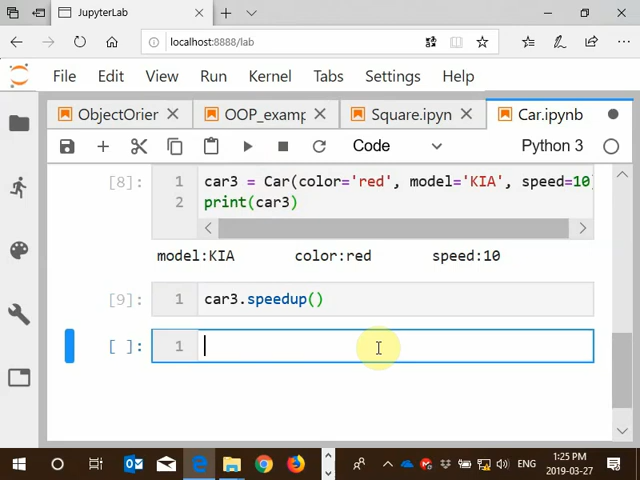 JupyterLab
localhost:8888/lab
File Edit View Run Kernel Tabs Settings Help
ObjectOrier OOP_examp Square.ipyn Car.ipynb
Code Python 3
[8]: 1 car3 = Car(color='red', model='KIA', speed=10)
2 print(car3)
model:KIA color:red speed:10
[9]: 1 car3.speedup()
[ ]: 1
ENG 1:25 PM
2019-03-27